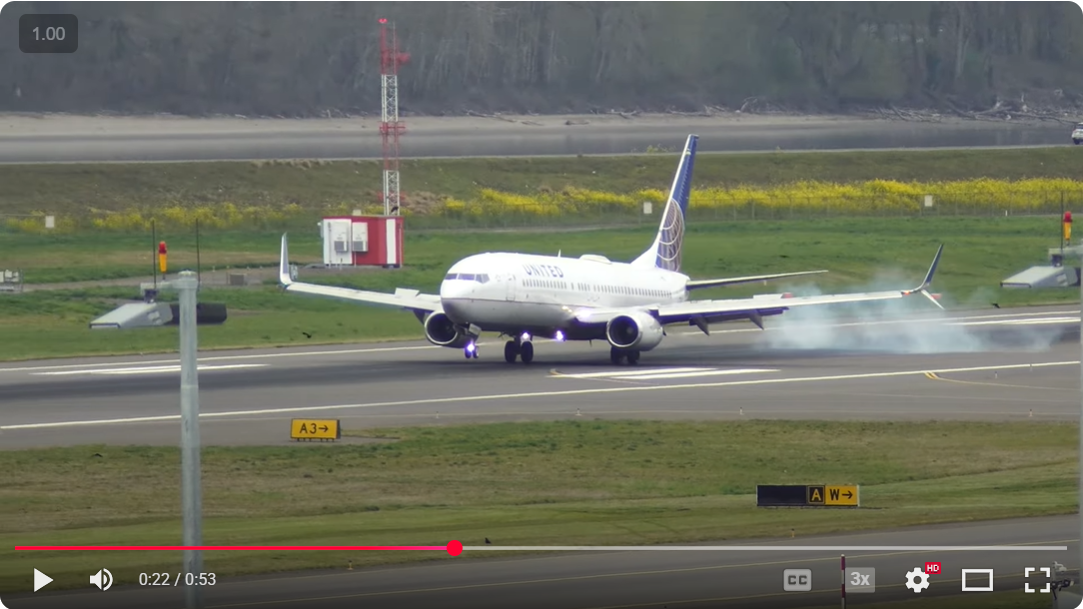 1.00
UNITED
A3→
A W→
0:22 / 0:53
CC
3x
HD